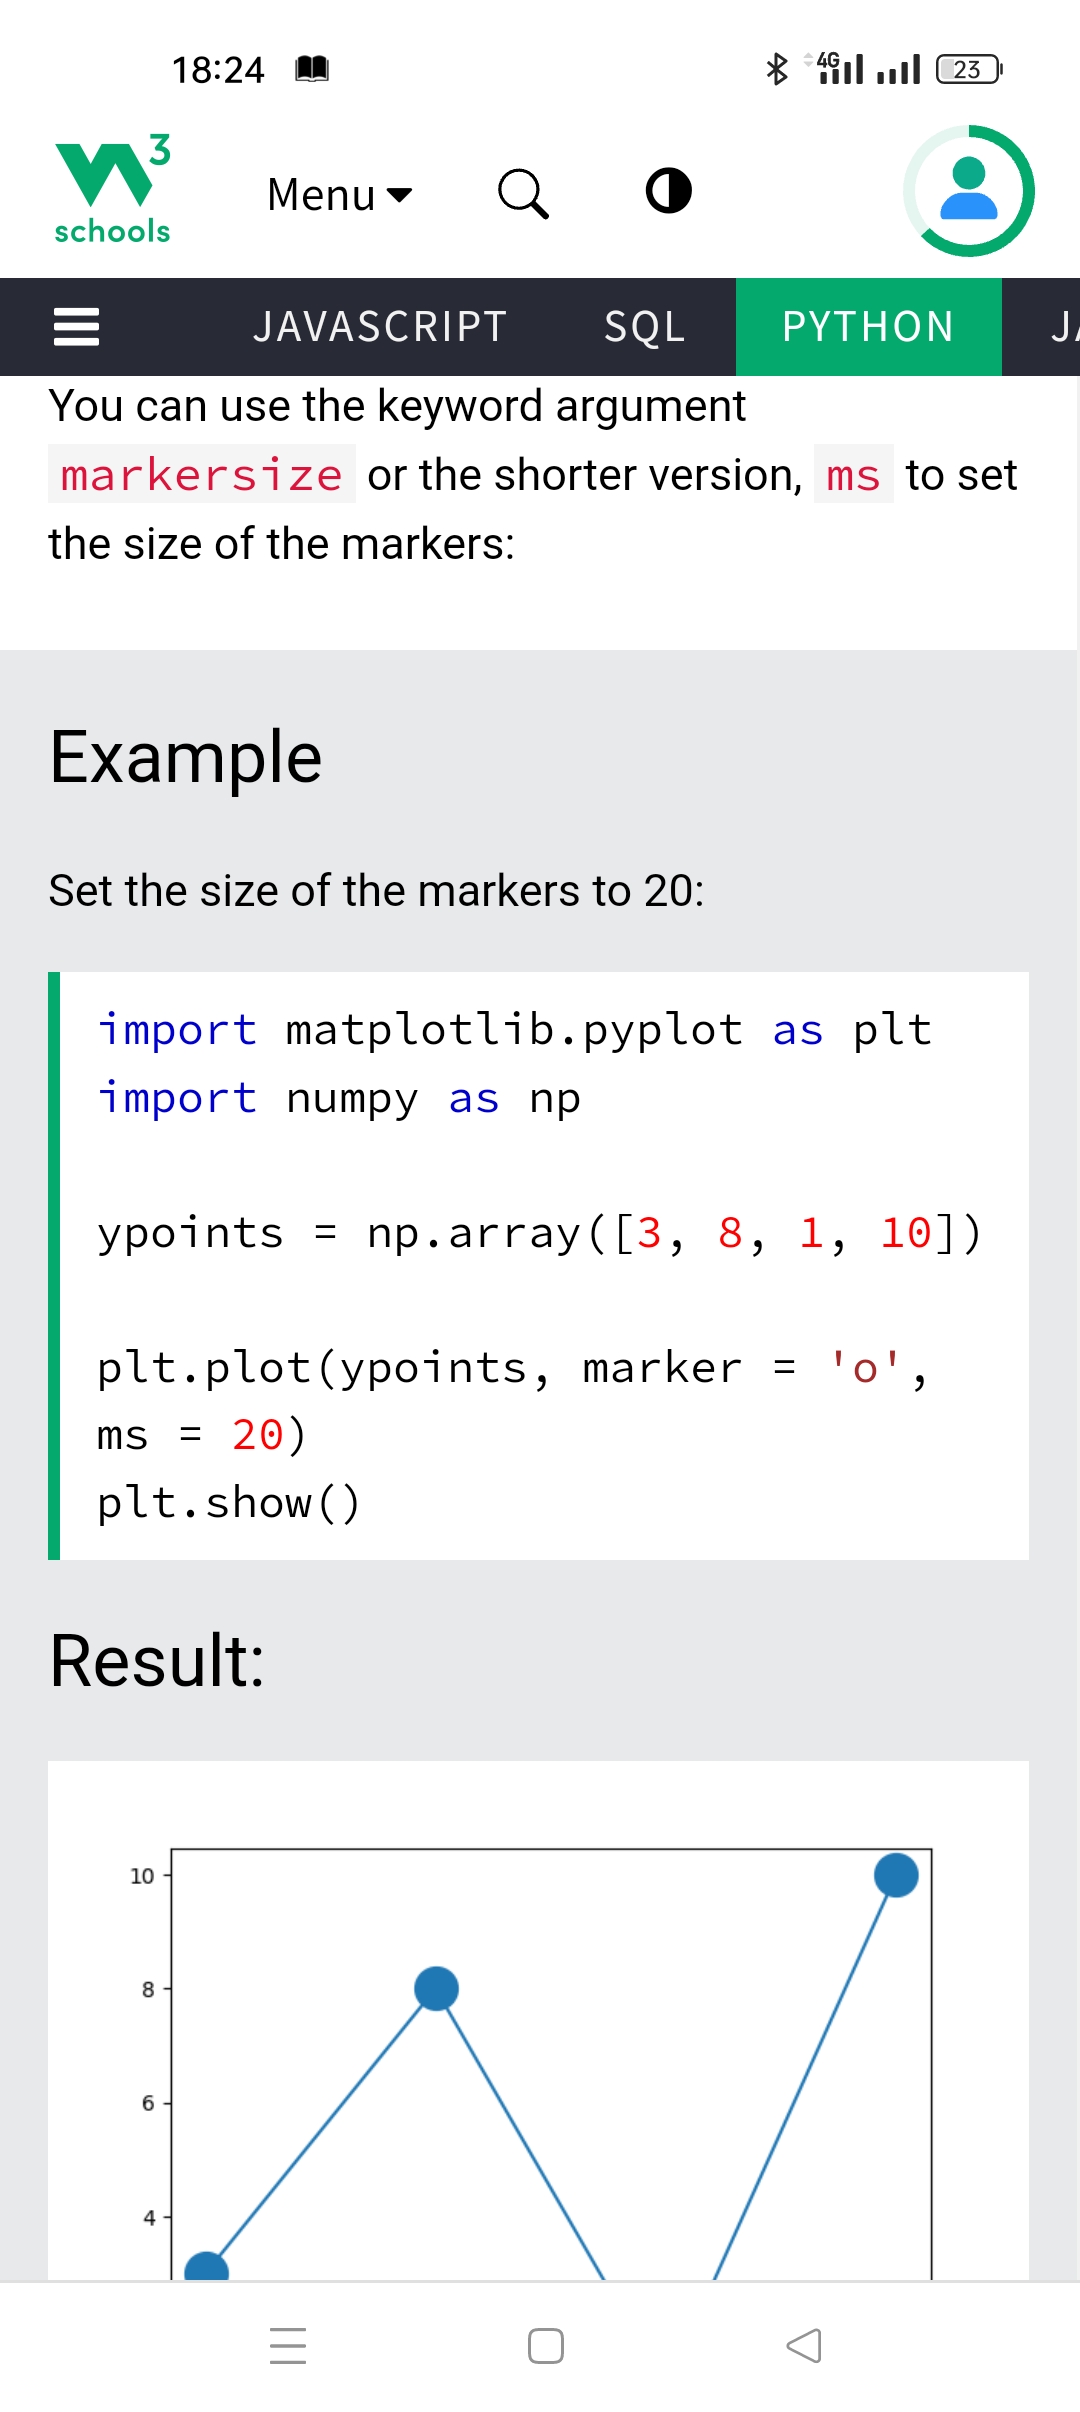 18:24 4G 23
W3
schools
Menu
JAVASCRIPT SQL PYTHON JA
You can use the keyword argument
markersize or the shorter version, ms to set
the size of the markers:
Example
Set the size of the markers to 20:
import matplotlib.pyplot as plt
import numpy as np
ypoints = np.array([3, 8, 1, 10])
plt.plot(ypoints, marker = 'o',
ms = 20)
plt.show()
Result:
10
8
6
4